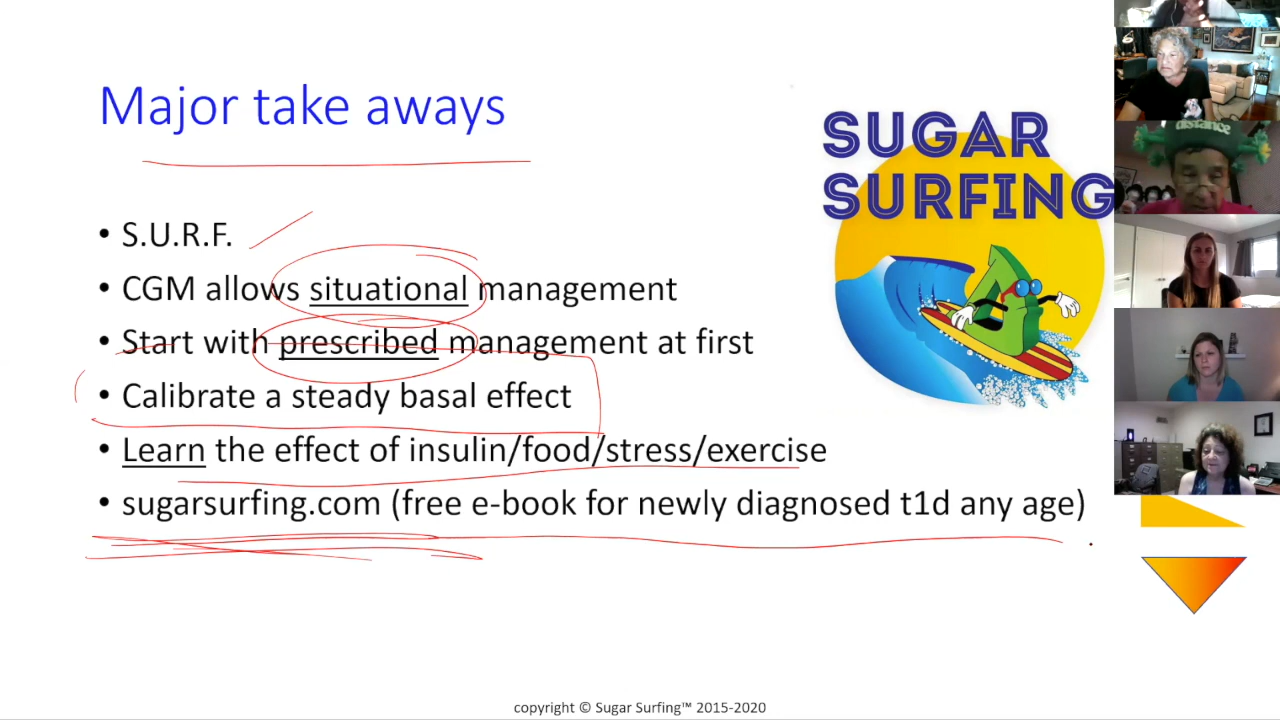 Major take aways
SUGAR
SURFING
• S.U.R.F.
• CGM allows situational management
• Start with prescribed management at first
• Calibrate a steady basal effect
• Learn the effect of insulin/food/stress/exercise
• sugarsurfing.com (free e-book for newly diagnosed t1d any age)
distance
copyright © Sugar Surfing™ 2015-2020